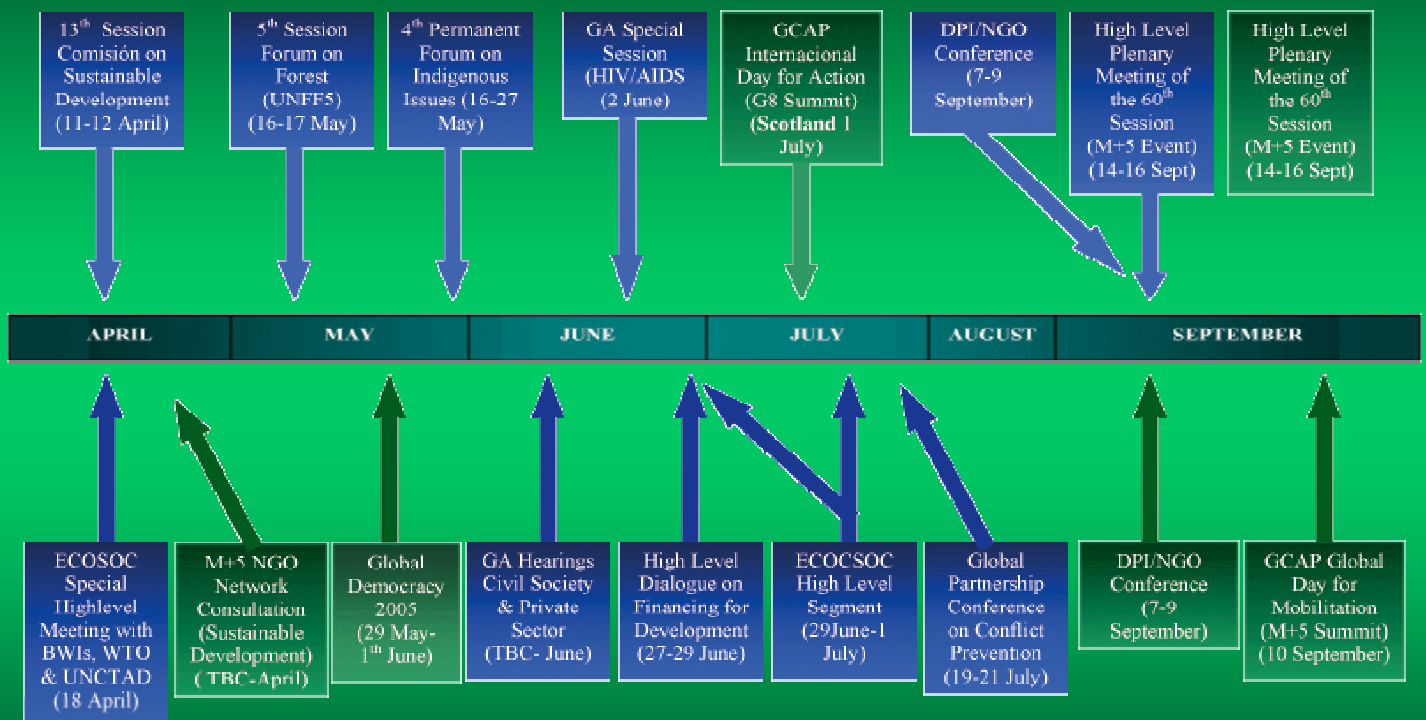 13th Session
Comisión on
Sustainable
Development
(11-12 April)
5th Session
Forum on
Forest
(UNFF5)
(16-17 May)
4th Permanent
Forum on
Indigenous
Issues (16-27
May)
GA Special
Session
(HIV/AIDS
(2 June)
GCAP
Internacional
Day for Action
(G8 Summit)
(Scotland 1
July)
DPI/NGO
Conference
(7-9
September)
High Level
Plenary
Meeting of
the 60th
Session
(M+5 Event)
(14-16 Sept)
High Level
Plenary
Meeting of
the 60th
Session
(M+5 Event)
(14-16 Sept)
APRIL
MAY
JUNE
JULY
AUGUST
SEPTEMBER
ECOSOC
Special
Highlevel
Meeting with
BWIs, WTO
& UNCTAD
(18 April)
M+5 NGO
Network
Consultation
(Sustainable
Development)
( TBC-April)
Global
Democracy
2005
(29 May-
1th June)
GA Hearings
Civil Society
& Private
Sector
(TBC- June)
High Level
Dialogue on
Financing for
Development
(27-29 June)
ECOCSOC
High Level
Segment
(29June-1
July)
Global
Partnership
Conference
on Conflict
Prevention
(19-21 July)
DPI/NGO
Conference
(7-9
September)
GCAP Global
Day for
Mobilitation
(M+5 Summit)
(10 September)